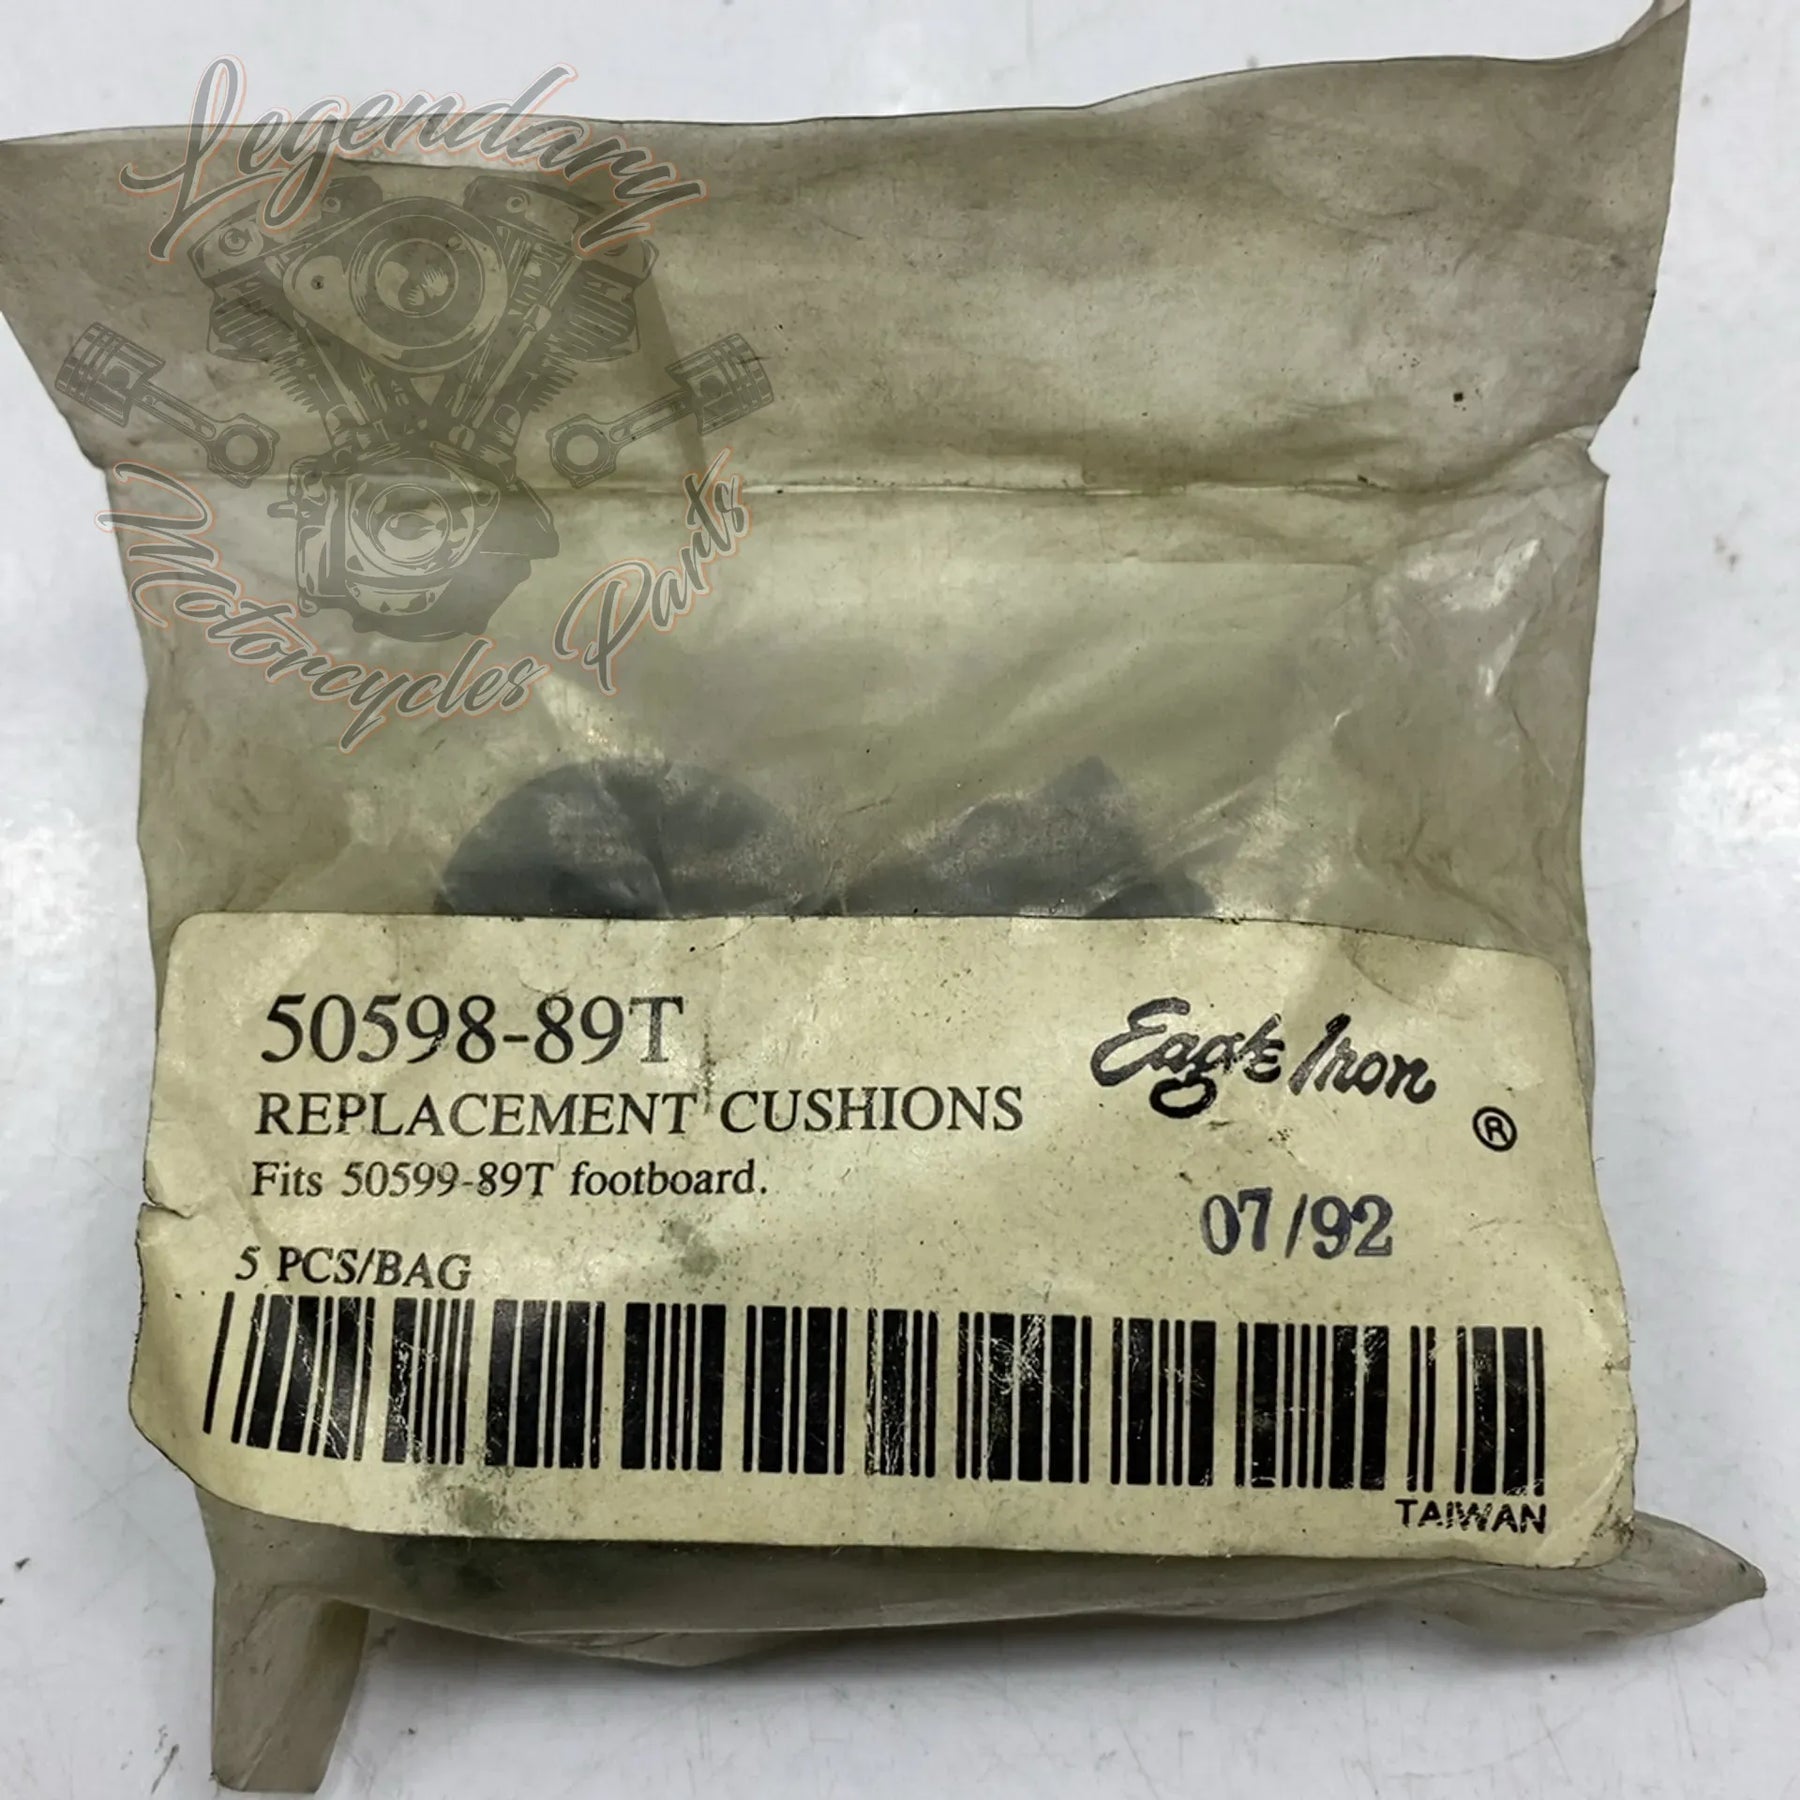 Legendary
Motorcycles Parts
50598-89T
Eagle Iron
®
REPLACEMENT CUSHIONS
Fits 50599-89T footboard.
07/92
5 PCS/BAG
TAIWAN